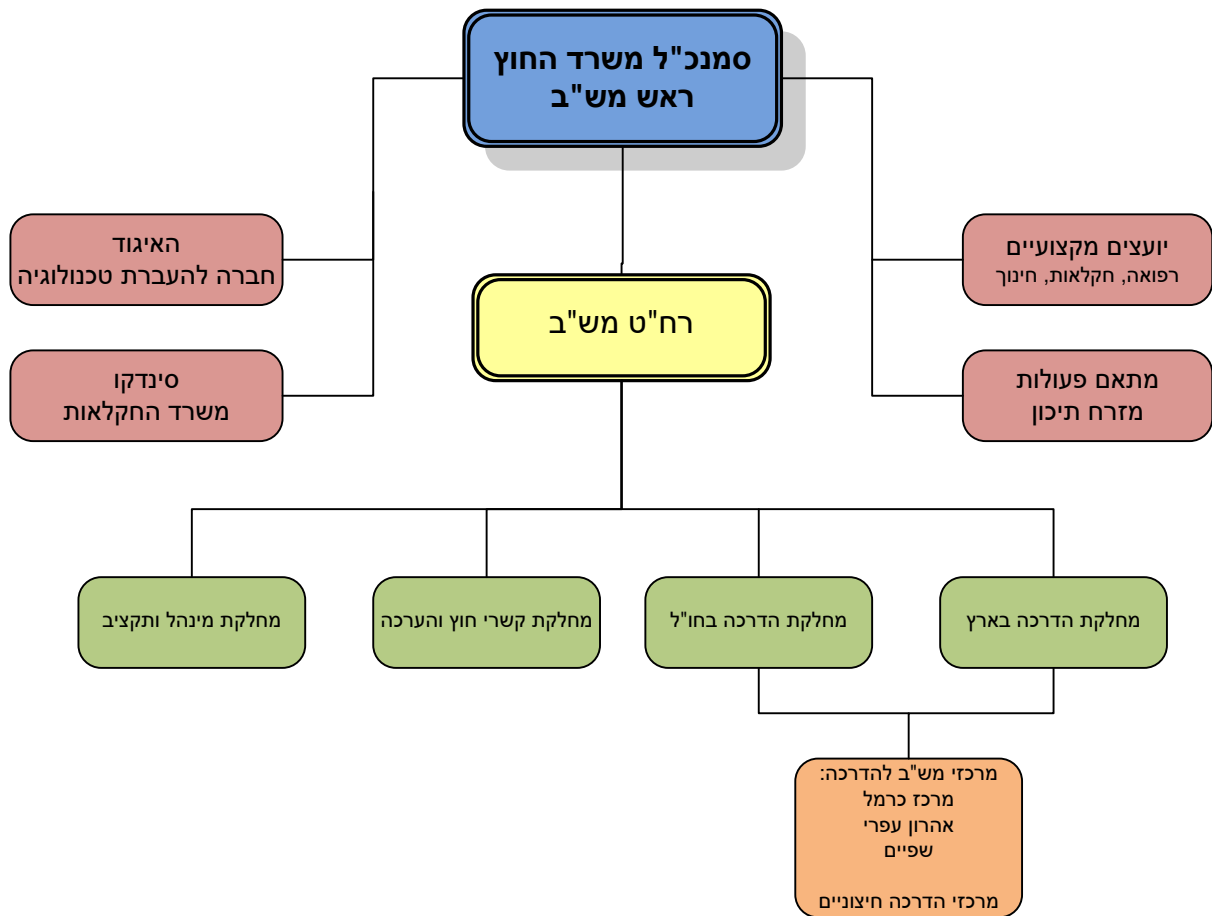 סמנכ"ל משרד החוץ
ראש מש"ב
יועצים מקצועיים
רפואה, חקלאות, חינוך
האיגוד
חברה להעברת טכנולוגיה
רח"ט מש"ב
מתאם פעולות
מזרח תיכון
סינדקו
משרד החקלאות
מחלקת הדרכה בארץ
מחלקת הדרכה בחו"ל
מחלקת קשרי חוץ והערכה
מחלקת מינהל ותקציב
מרכזי מש"ב להדרכה:
מרכז כרמל
אהרון עפרי
שפיים
מרכזי הדרכה חיצוניים